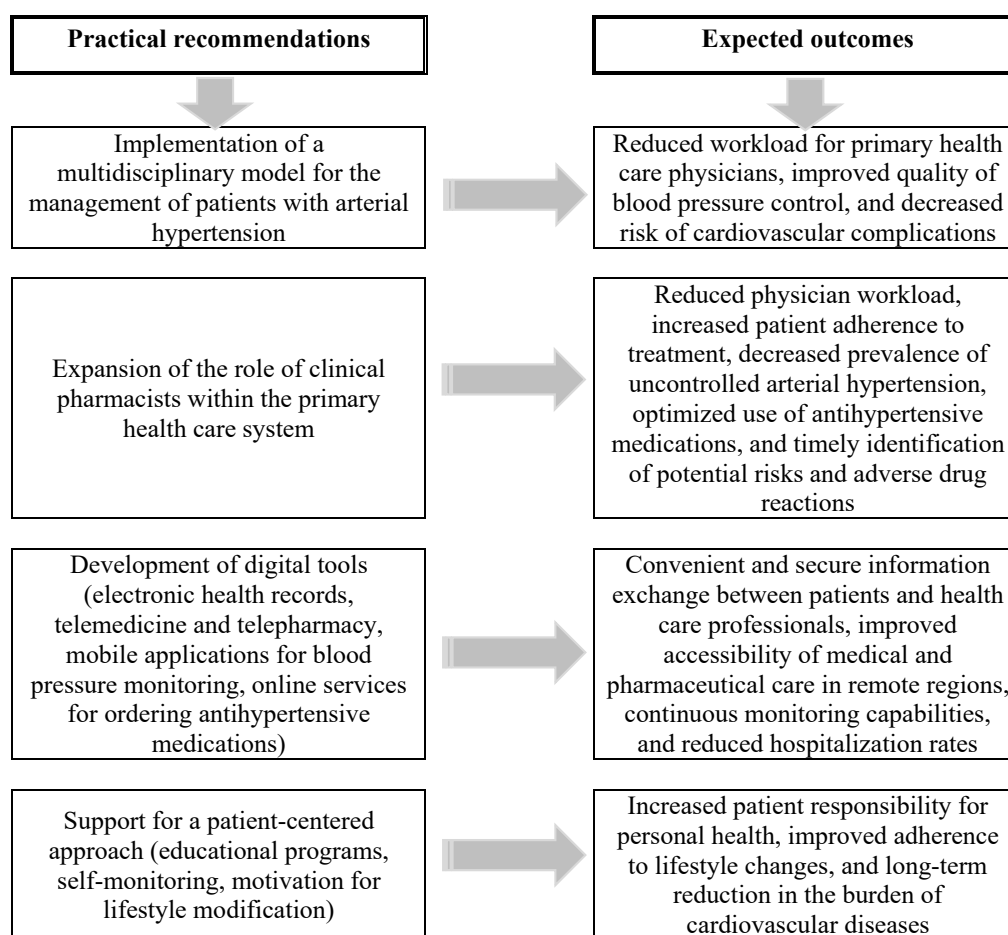 Practical recommendations
Expected outcomes
Implementation of a
multidisciplinary model for the
management of patients with arterial
hypertension
Reduced workload for primary health
care physicians, improved quality of
blood pressure control, and decreased
risk of cardiovascular complications
Expansion of the role of clinical
pharmacists within the primary
health care system
Reduced physician workload,
increased patient adherence to
treatment, decreased prevalence of
uncontrolled arterial hypertension,
optimized use of antihypertensive
medications, and timely identification
of potential risks and adverse drug
reactions
Development of digital tools
(electronic health records,
telemedicine and telepharmacy,
mobile applications for blood
pressure monitoring, online services
for ordering antihypertensive
medications)
Convenient and secure information
exchange between patients and health
care professionals, improved
accessibility of medical and
pharmaceutical care in remote regions,
continuous monitoring capabilities,
and reduced hospitalization rates
Support for a patient-centered
approach (educational programs,
self-monitoring, motivation for
lifestyle modification)
Increased patient responsibility for
personal health, improved adherence
to lifestyle changes, and long-term
reduction in the burden of
cardiovascular diseases